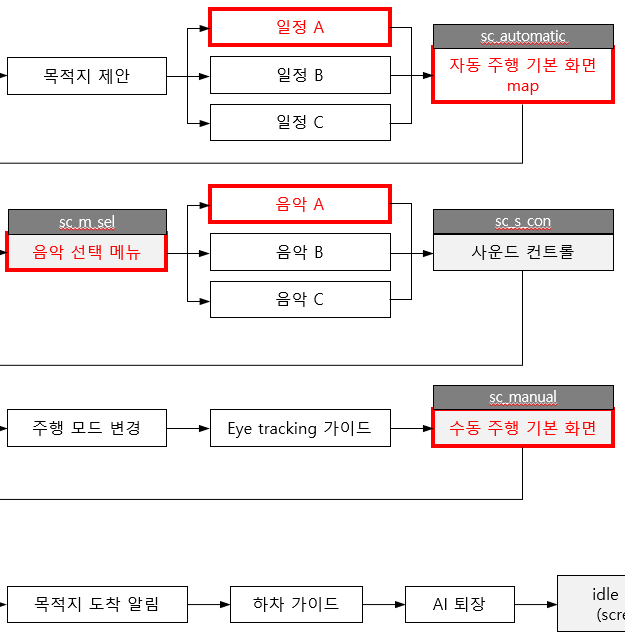 일정 A
sc_automatic
목적지 제안
일정 B
자동 주행 기본 화면
map
일정 C
sc_m_sel
음악 A
sc_s_con
음악 선택 메뉴
음악 B
사운드 컨트롤
음악 C
sc_manual
주행 모드 변경
Eye tracking 가이드
수동 주행 기본 화면
목적지 도착 알림
하차 가이드
AI 퇴장
idle